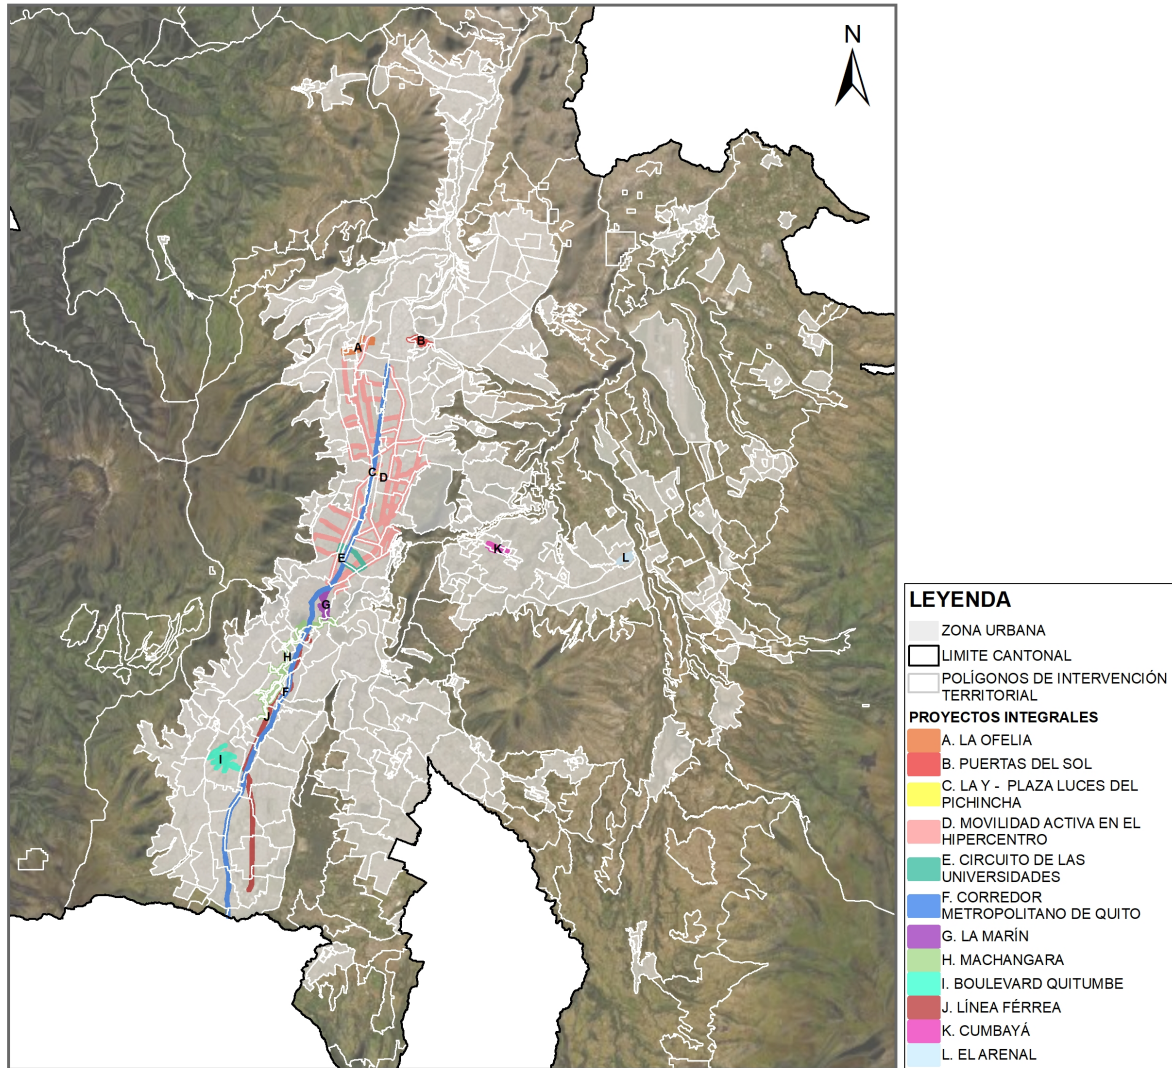 N
A
B
C
D
E
K
L
G
H
F
J
I
LEYENDA
ZONA URBANA
LIMITE CANTONAL
POLÍGONOS DE INTERVENCIÓN
TERRITORIAL
PROYECTOS INTEGRALES
A. LA OFELIA
B. PUERTAS DEL SOL
C. LA Y - PLAZA LUCES DEL
PICHINCHA
D. MOVILIDAD ACTIVA EN EL
HIPERCENTRO
E. CIRCUITO DE LAS
UNIVERSIDADES
F. CORREDOR
METROPOLITANO DE QUITO
G. LA MARÍN
H. MACHANGARA
I. BOULEVARD QUITUMBE
J. LÍNEA FÉRREA
K. CUMBAYÁ
L. EL ARENAL